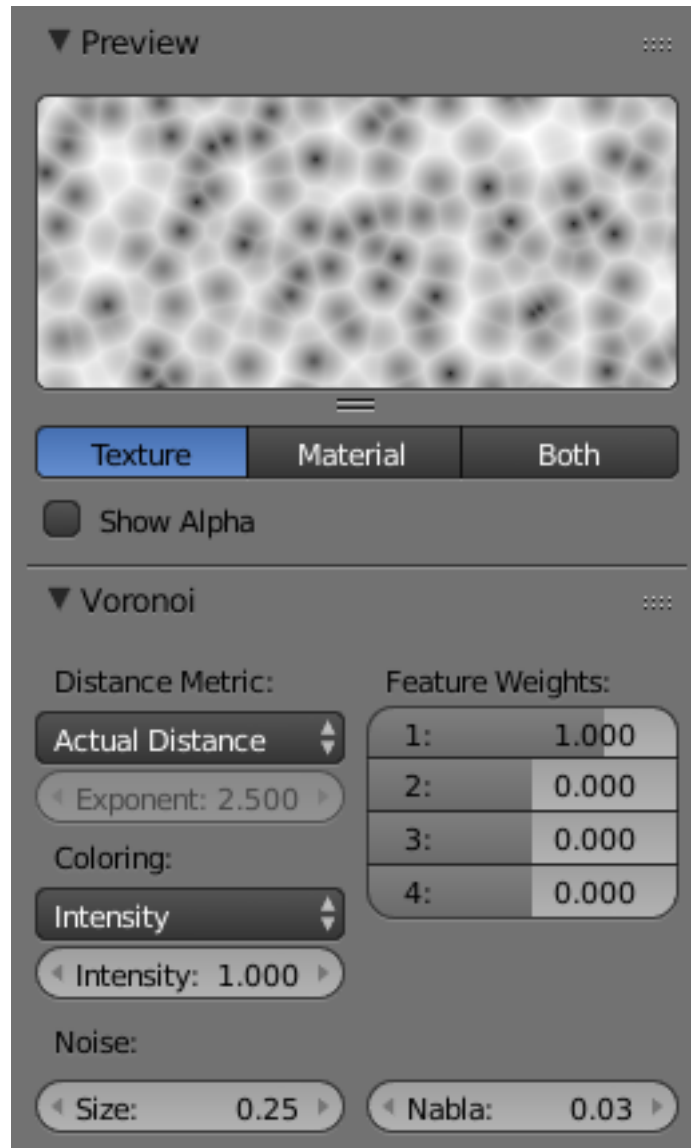 Preview
Texture Material Both
Show Alpha
Voronoi
Distance Metric:
Actual Distance
Exponent: 2.500
Coloring:
Intensity
Intensity: 1.000
Feature Weights:
1: 1.000
2: 0.000
3: 0.000
4: 0.000
Noise:
Size: 0.25
Nabla: 0.03